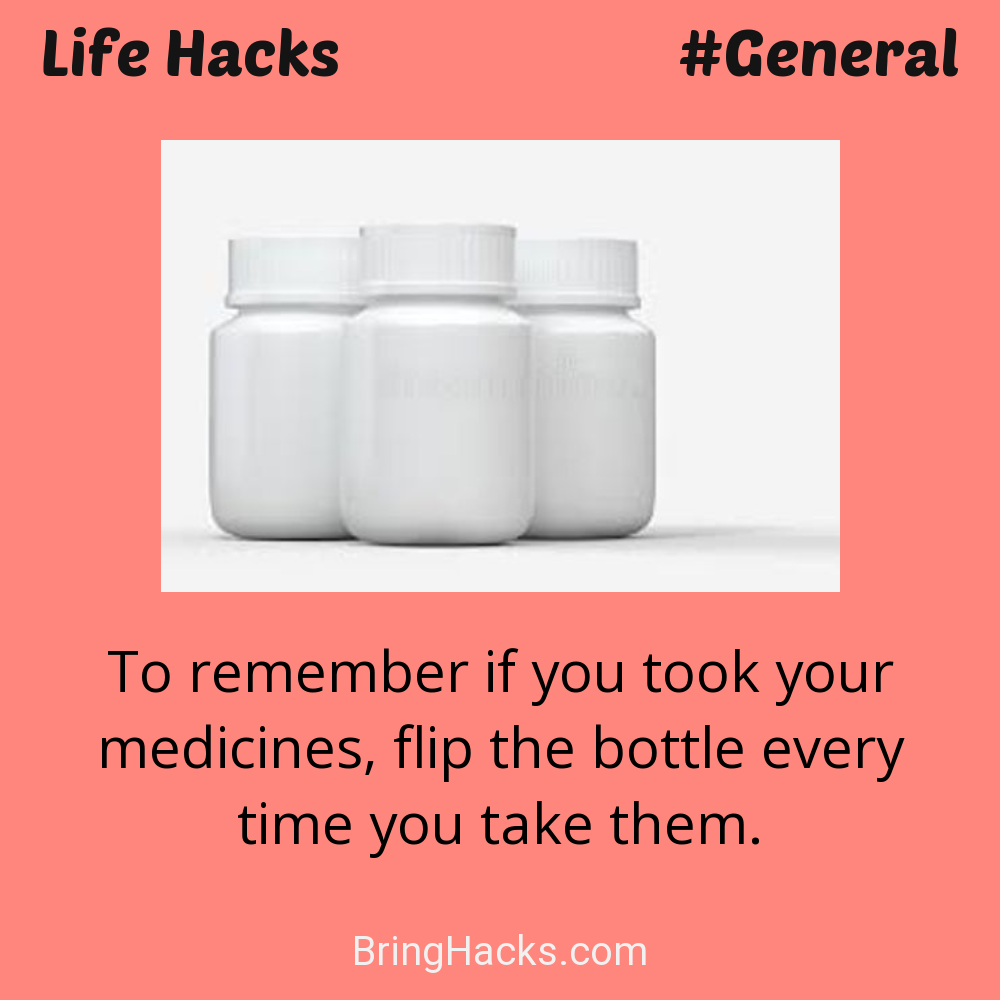 Life Hacks #General
To remember if you took your
medicines, flip the bottle every
time you take them.
BringHacks.com